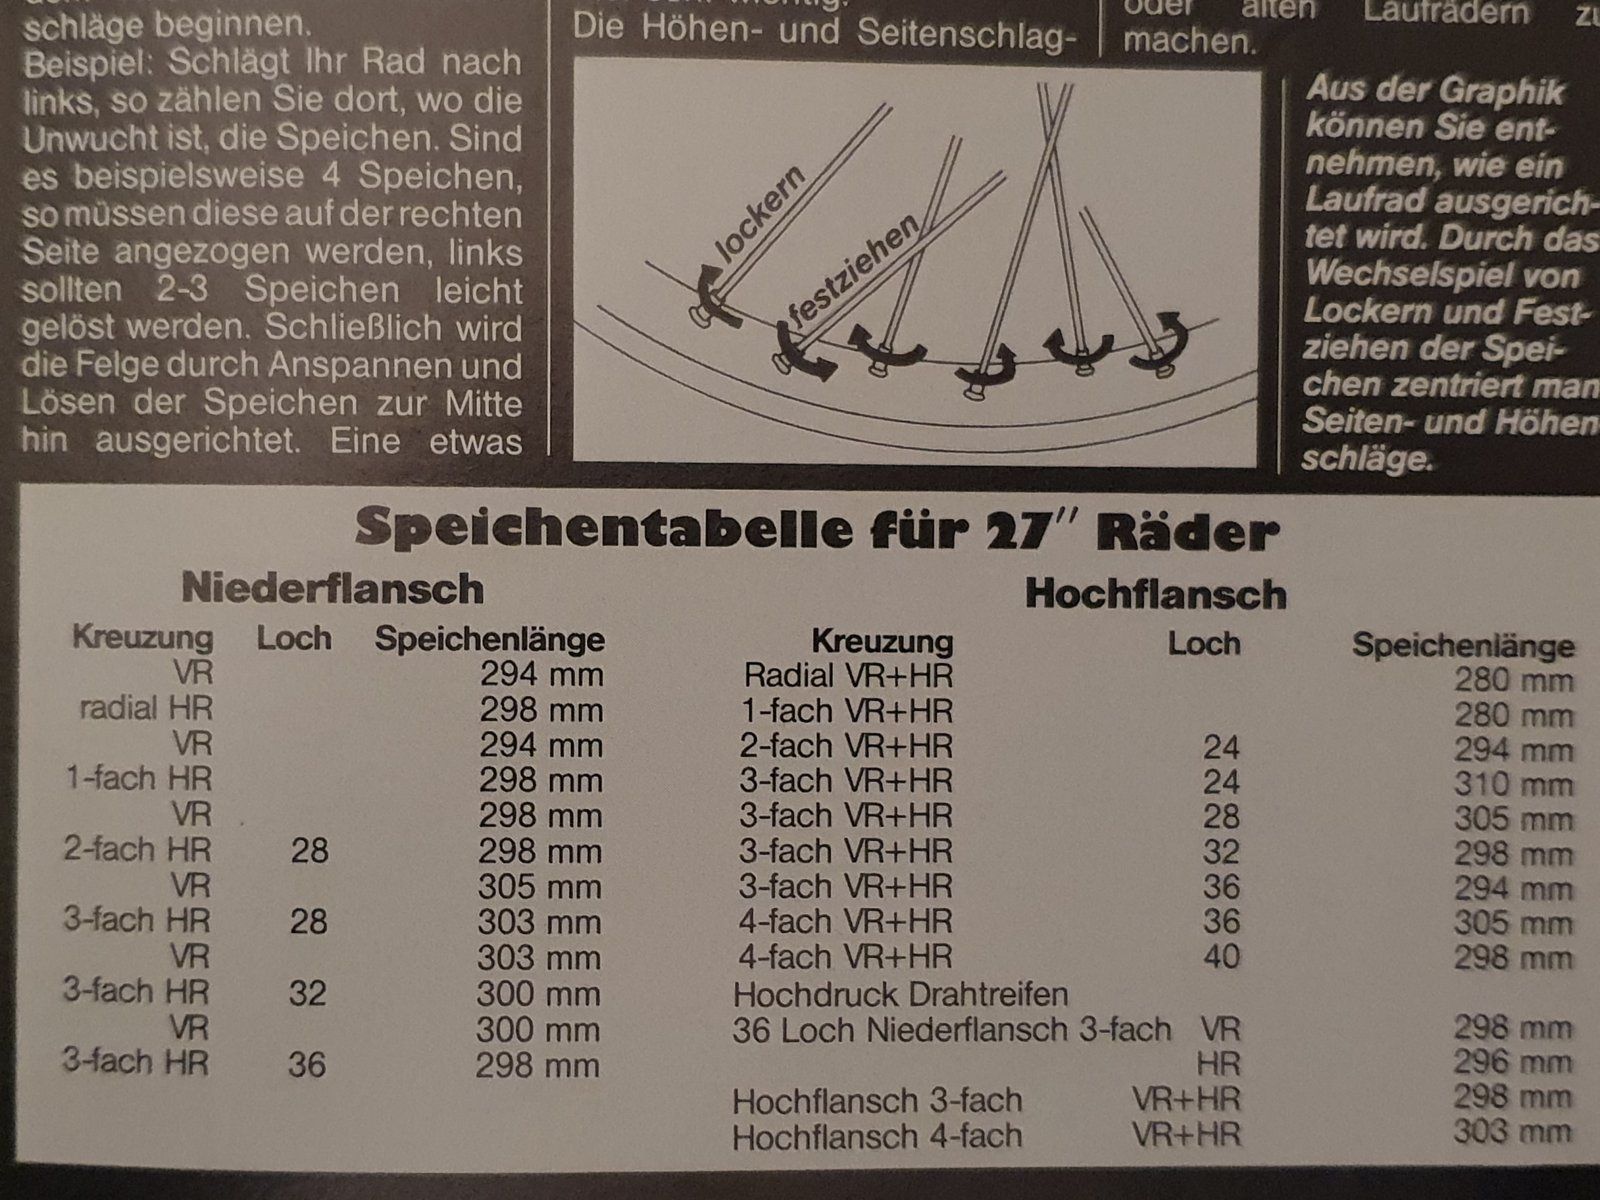 schläge beginnen.
Beispiel: Schlägt Ihr Rad nach
links, so zählen Sie dort, wo die
Unwucht ist, die Speichen. Sind
es beispielsweise 4 Speichen,
so müssen diese auf der rechten
Seite angezogen werden, links
sollten 2-3 Speichen leicht
gelöst werden. Schließlich wird
die Felge durch Anspannen und
Lösen der Speichen zur Mitte
hin ausgerichtet. Eine etwas
Die Höhen- und Seitenschlag-
oder alten Laufrädern zu
machen.
lockern
festziehen
Aus der Graphik
können Sie ent-
nehmen, wie ein
Laufrad ausgerich-
tet wird. Durch das
Wechselspiel von
Lockern und Fest-
ziehen der Spei-
chen zentriert man
Seiten- und Höhen-
schläge.
Speichentabelle für 27" Räder
Niederflansch
Kreuzung Loch Speichenlänge
VR 294 mm
radial HR 298 mm
VR 294 mm
1-fach HR 298 mm
VR 298 mm
2-fach HR 28 298 mm
VR 305 mm
3-fach HR 28 303 mm
VR 303 mm
3-fach HR 32 300 mm
VR 300 mm
3-fach HR 36 298 mm
Hochflansch
Kreuzung Loch Speichenlänge
Radial VR+HR 280 mm
1-fach VR+HR 280 mm
2-fach VR+HR 24 294 mm
3-fach VR+HR 24 310 mm
3-fach VR+HR 28 305 mm
3-fach VR+HR 32 298 mm
3-fach VR+HR 36 294 mm
4-fach VR+HR 36 305 mm
4-fach VR+HR 40 298 mm
Hochdruck Drahtreifen
36 Loch Niederflansch 3-fach VR 298 mm
HR 296 mm
Hochflansch 3-fach VR+HR 298 mm
Hochflansch 4-fach VR+HR 303 mm